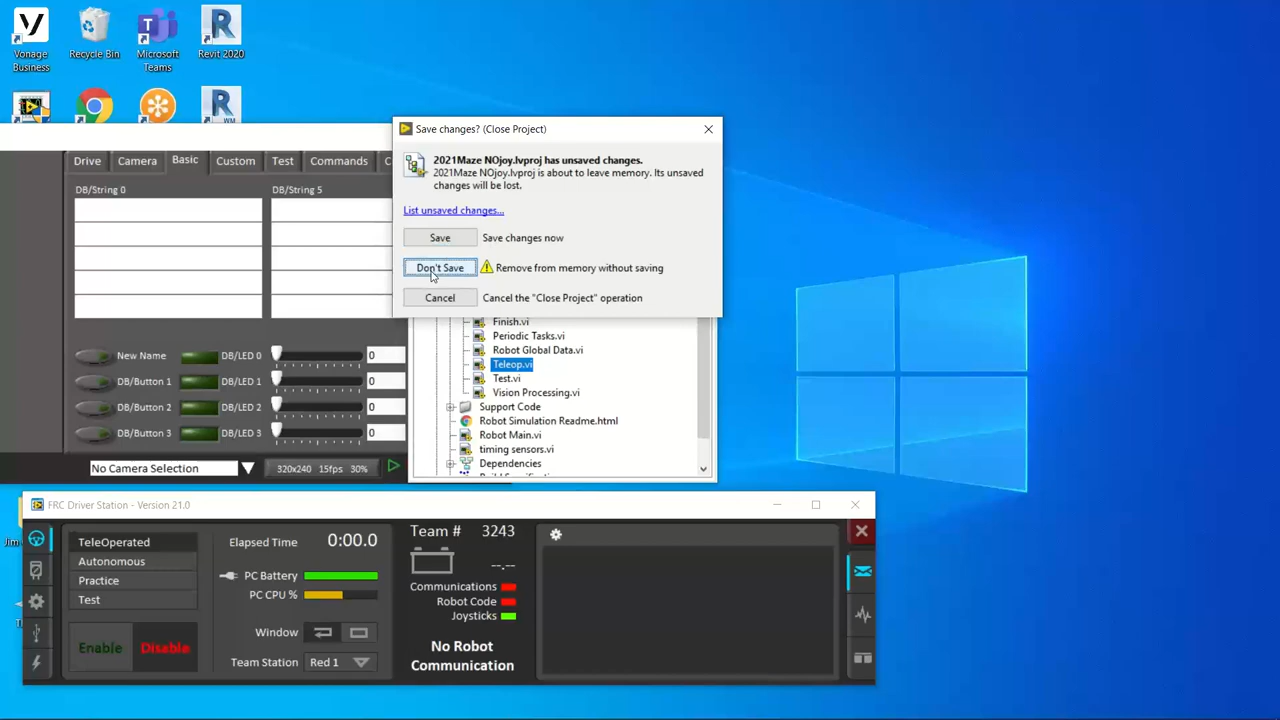 Vonage
Business
Recycle Bin
Microsoft
Teams
Revit 2020
WM
Save changes? (Close Project)
2021Maze NOjoy.lvproj has unsaved changes.
2021Maze NOjoy.lvproj is about to leave memory. Its unsaved
changes will be lost.
List unsaved changes...
Save
Save changes now
Don't Save
Remove from memory without saving
Cancel
Cancel the "Close Project" operation
Drive
Camera
Basic
Custom
Test
Commands
C
DB/String 0
DB/String 5
New Name
DB/LED 0
0
DB/Button 1
DB/LED 1
0
DB/Button 2
DB/LED 2
0
DB/Button 3
DB/LED 3
0
No Camera Selection
320x240 15fps 30%
Finish.vi
Periodic Tasks.vi
Robot Global Data.vi
Teleop.vi
Test.vi
Vision Processing.vi
Support Code
Robot Simulation Readme.html
Robot Main.vi
timing sensors.vi
Dependencies
FRC Driver Station - Version 21.0
TeleOperated
Autonomous
Practice
Test
Enable
Disable
Elapsed Time
0:00.0
PC Battery
PC CPU %
Window
Team Station
Red 1
Team # 3243
--.--
Communications
Robot Code
Joysticks
No Robot
Communication